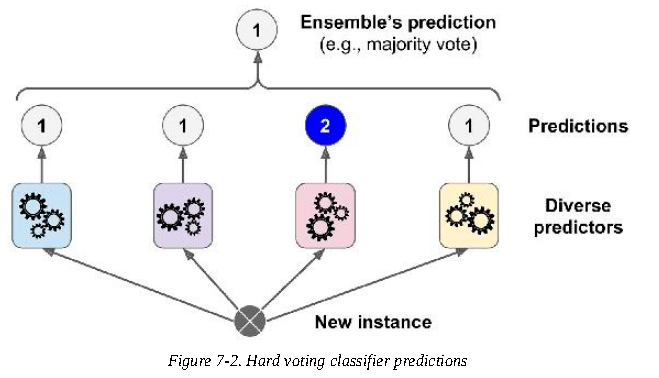 1
Ensemble's prediction
(e.g., majority vote)
1 1 2 1 Predictions
Diverse
predictors
New instance
Figure 7-2. Hard voting classifier predictions